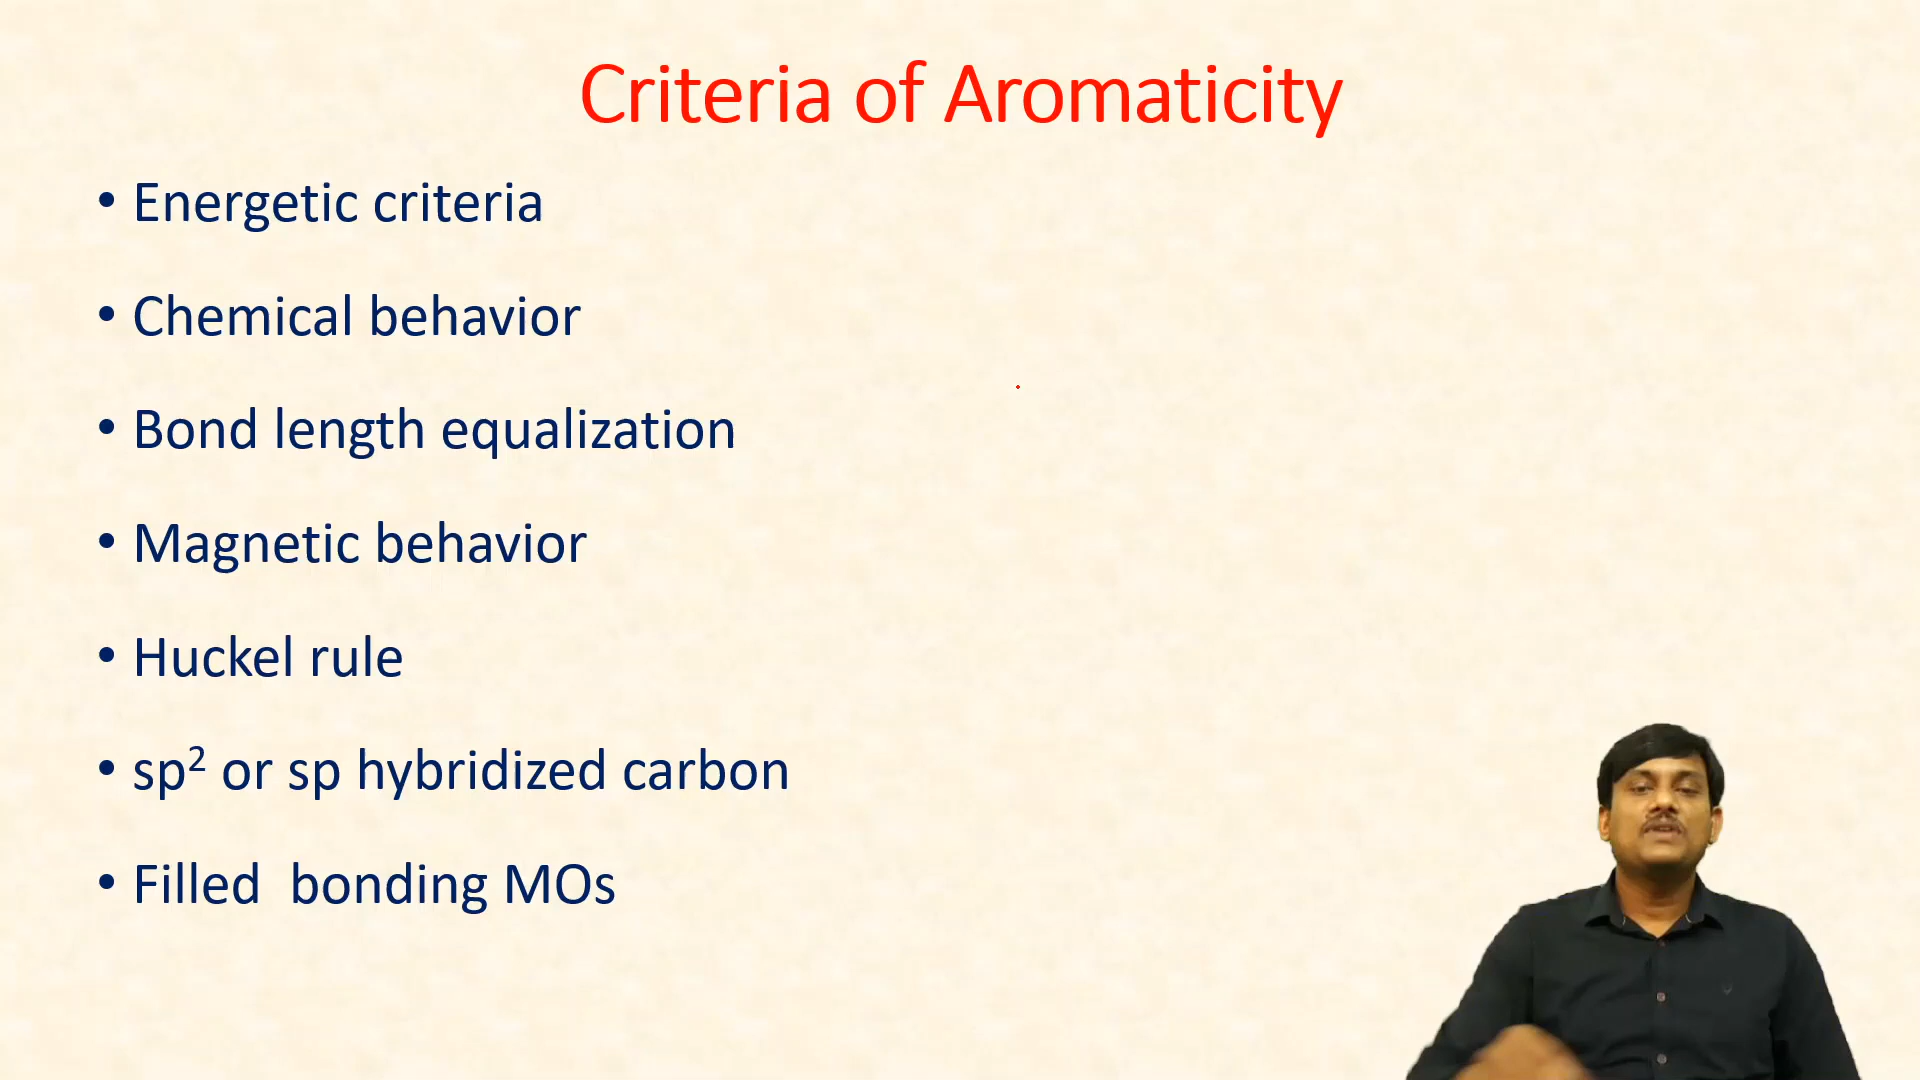 Criteria of Aromaticity
• Energetic criteria
• Chemical behavior
• Bond length equalization
• Magnetic behavior
• Huckel rule
• sp² or sp hybridized carbon
• Filled  bonding MOs